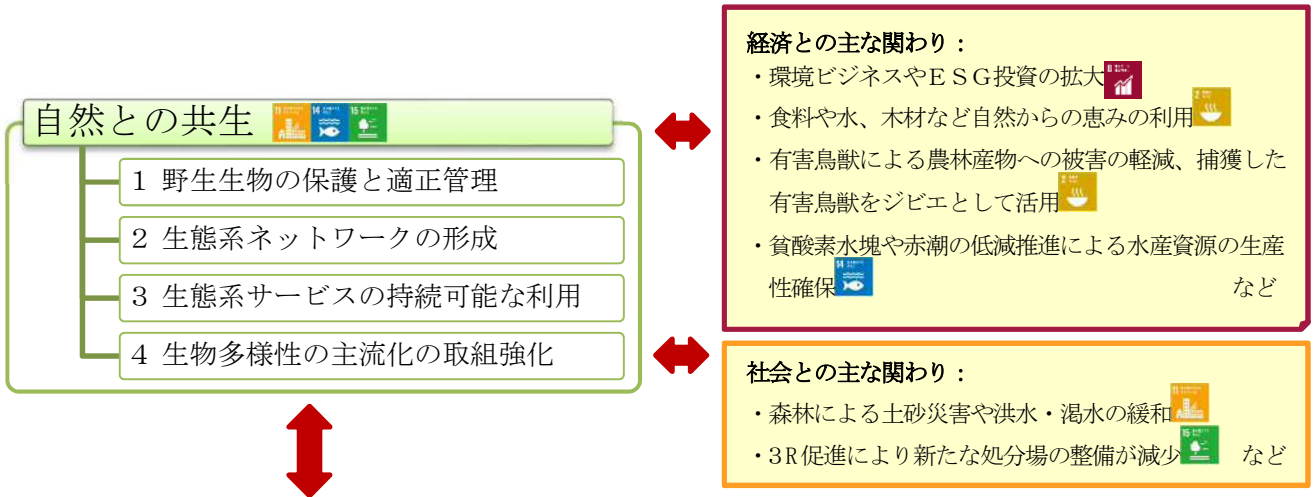 自然との共生
11
14
15
1 野生生物の保護と適正管理
2 生態系ネットワークの形成
3 生態系サービスの持続可能な利用
4 生物多様性の主流化の取組強化
経済との主な関わり：
・環境ビジネスやＥＳＧ投資の拡大
8
・食料や水、木材など自然からの恵みの利用
2
・有害鳥獣による農林産物への被害の軽減、捕獲した
有害鳥獣をジビエとして活用
2
・貧酸素水塊や赤潮の低減推進による水産資源の生産
性確保
14
など
社会との主な関わり：
・森林による土砂災害や洪水・渇水の緩和
11
・3R促進により新たな処分場の整備が減少
15
など